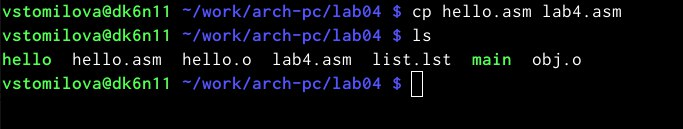 vstomilova@dk6n11 ~/work/arch-pc/lab04 $ cp hello.asm lab4.asm
vstomilova@dk6n11 ~/work/arch-pc/lab04 $ ls
hello  hello.asm  hello.o  lab4.asm  list.lst  main  obj.o
vstomilova@dk6n11 ~/work/arch-pc/lab04 $